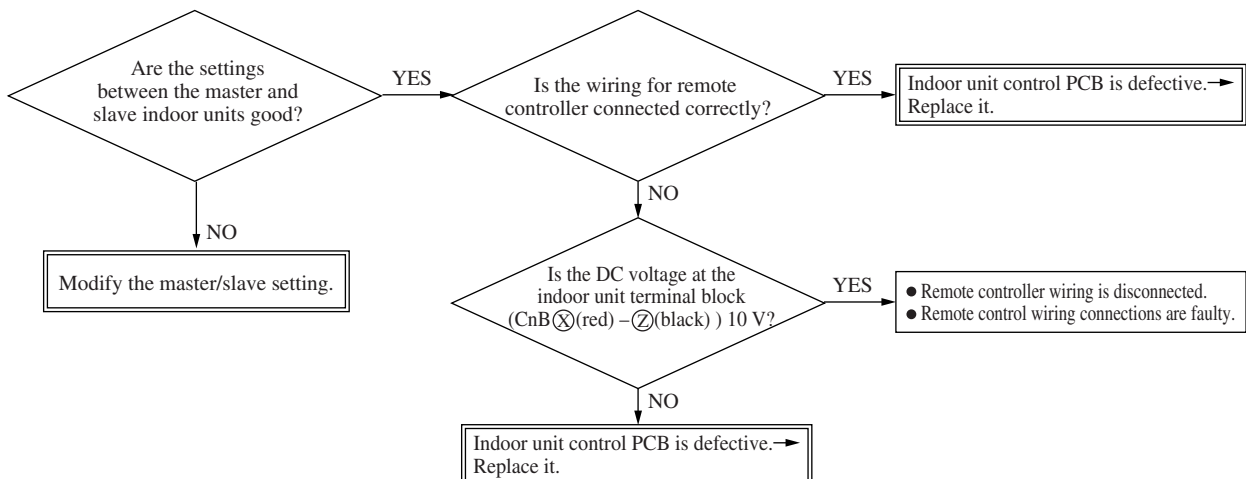 Are the settings
between the master and
slave indoor units good?
YES
Is the wiring for remote
controller connected correctly?
YES
Indoor unit control PCB is defective.→
Replace it.
NO
Modify the master/slave setting.
NO
Is the DC voltage at the
indoor unit terminal block
(CnBⓍ(red) –Ⓩ(black) ) 10 V?
YES
● Remote controller wiring is disconnected.
● Remote control wiring connections are faulty.
NO
Indoor unit control PCB is defective.→
Replace it.